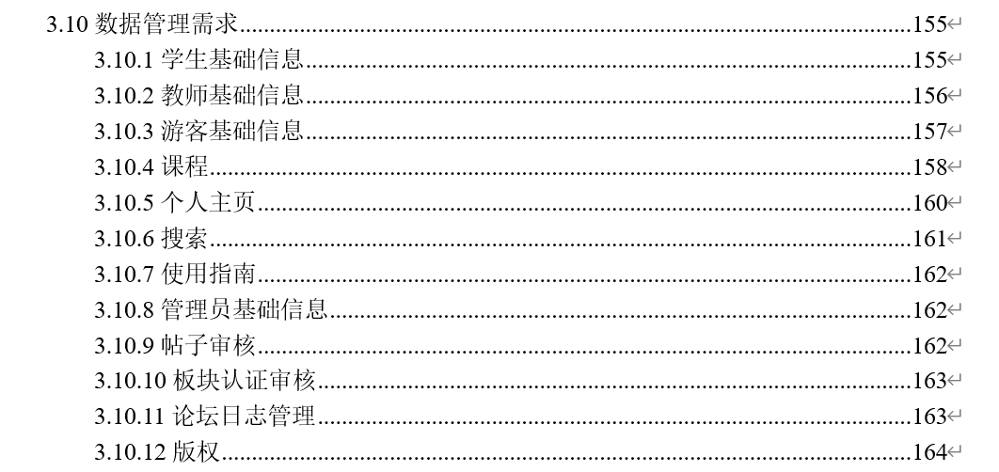 3.10 数据管理需求......................................................155↵
3.10.1 学生基础信息......................................................155↵
3.10.2 教师基础信息......................................................156↵
3.10.3 游客基础信息......................................................157↵
3.10.4 课程......................................................158↵
3.10.5 个人主页......................................................160↵
3.10.6 搜索......................................................161↵
3.10.7 使用指南......................................................162↵
3.10.8 管理员基础信息......................................................162↵
3.10.9 帖子审核......................................................162↵
3.10.10 板块认证审核......................................................163↵
3.10.11 论坛日志管理......................................................163↵
3.10.12 版权......................................................164↵